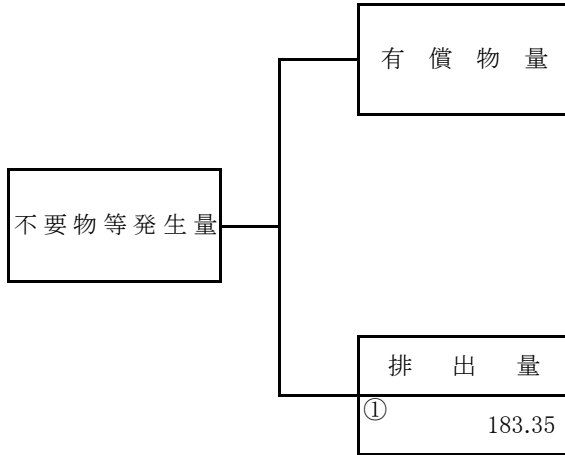 有償物量
不要物等発生量
排出量
①
183.35